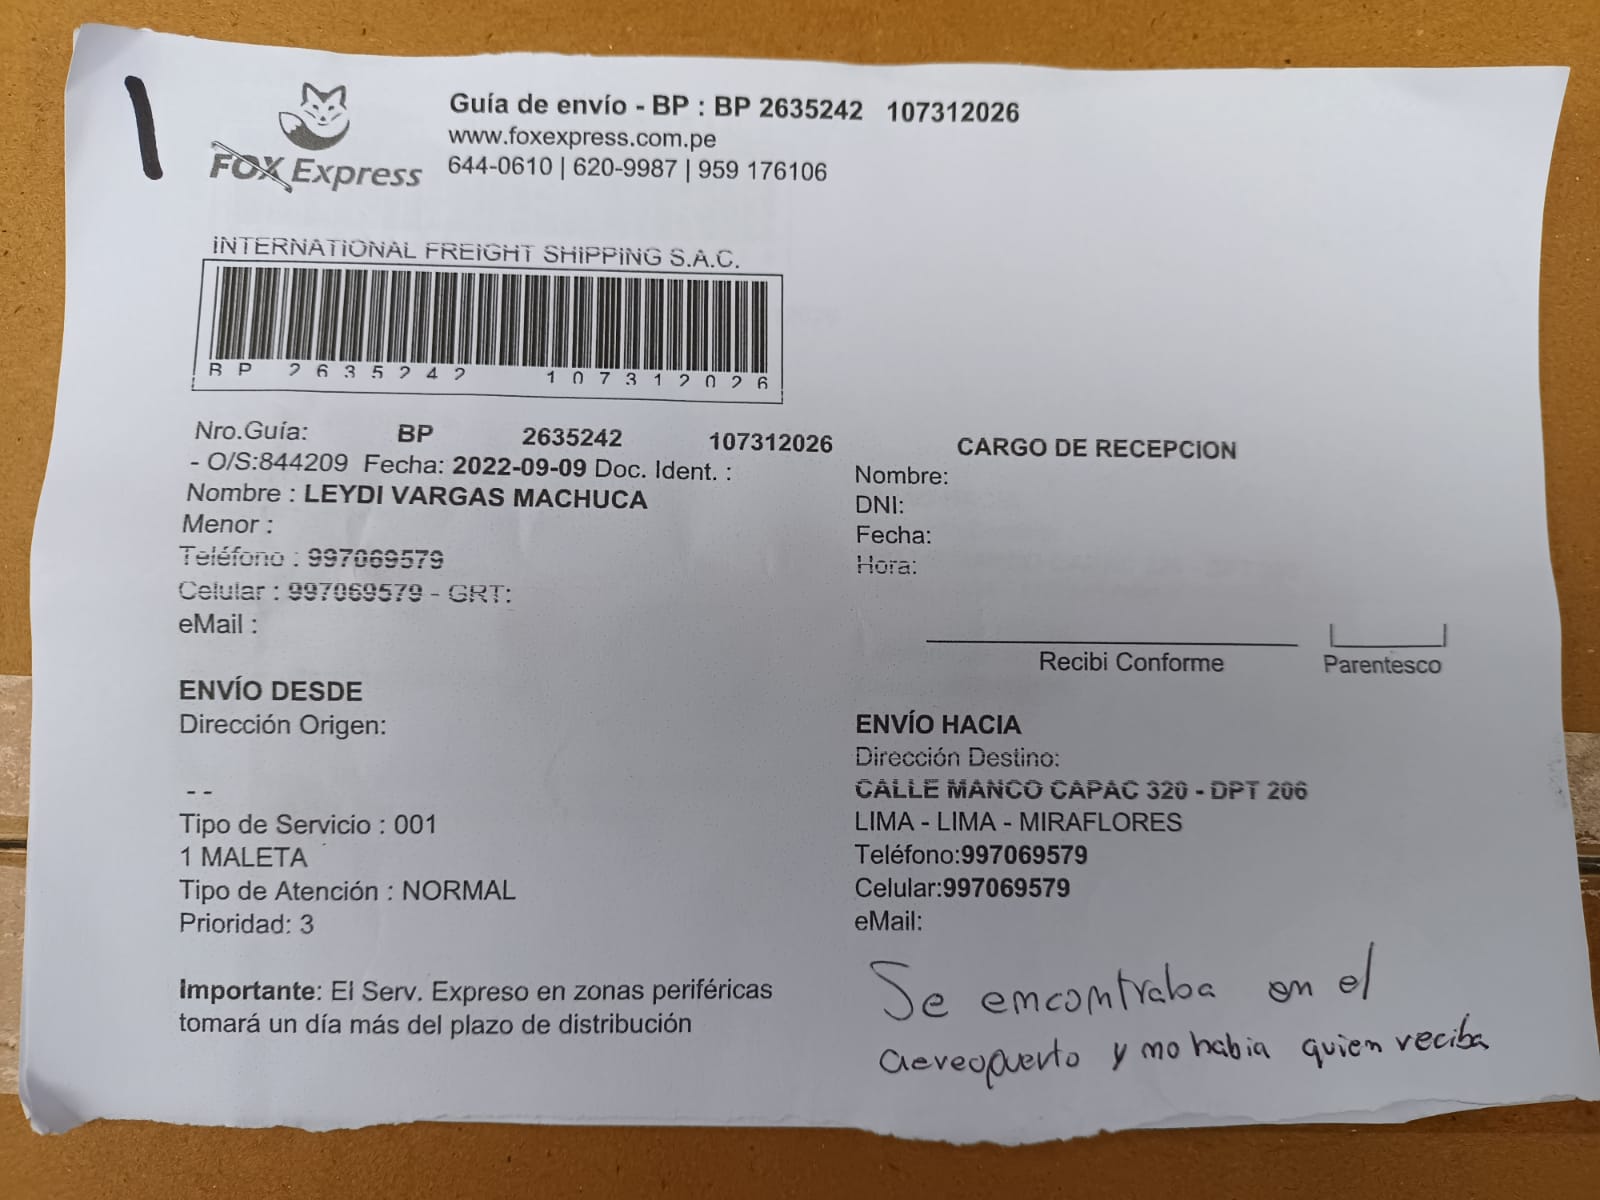 FOX Express
Guía de envío - BP : BP 2635242 107312026
www.foxexpress.com.pe
644-0610 | 620-9987 | 959 176106
INTERNATIONAL FREIGHT SHIPPING S.A.C.
BP 2635242 107312026
Nro.Guía: BP 2635242 107312026
- O/S:844209 Fecha: 2022-09-09 Doc. Ident. :
Nombre : LEYDI VARGAS MACHUCA
Menor :
Teléfono : 997069579
Celular : 997069579 - GRT:
eMail :
CARGO DE RECEPCION
Nombre:
DNI:
Fecha:
Hora:
Recibi Conforme
Parentesco
ENVÍO DESDE
Dirección Origen:
- -
Tipo de Servicio : 001
1 MALETA
Tipo de Atención : NORMAL
Prioridad: 3
Importante: El Serv. Expreso en zonas periféricas
tomará un día más del plazo de distribución
ENVÍO HACIA
Dirección Destino:
CALLE MANCO CAPAC 320 - DPT 206
LIMA - LIMA - MIRAFLORES
Teléfono:997069579
Celular:997069579
eMail:
Se encontraba en el
aereopuerto y no habia quien reciba